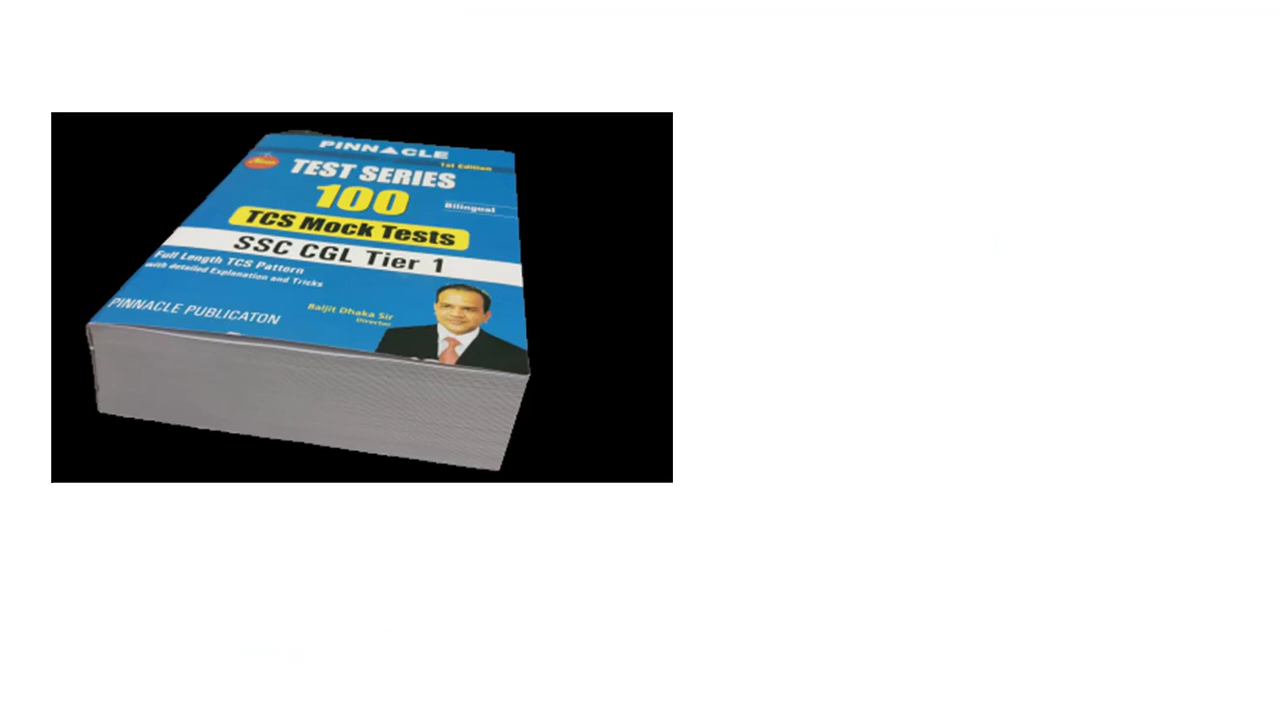 PINNACLE
1st Edition
TEST SERIES
100
Bilingual
TCS Mock Tests
SSC CGL Tier 1
Full Length TCS Pattern
with detailed Explanation and Tricks
PINNACLE PUBLICATON
Baljit Dhaka Sir
Director